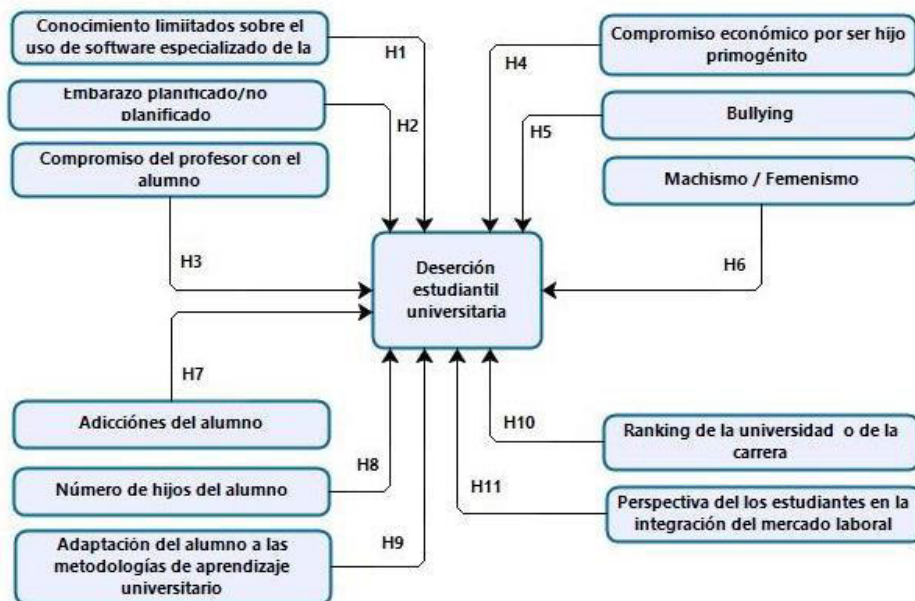 Conocimiento limiitados sobre el
uso de software especializado de la
H1
Embarazo planificado/no
planificado
H2
Compromiso del profesor con el
alumno
H3
Compromiso económico por ser hijo
primogénito
H4
Bullying
H5
Machismo / Femenismo
H6
Deserción
estudiantil
universitaria
H7
Adicciónes del alumno
Número de hijos del alumno
H8
Adaptación del alumno a las
metodologías de aprendizaje
universitario
H9
H10
Ranking de la universidad o de la
carrera
H11
Perspectiva del los estudiantes en la
integración del mercado laboral